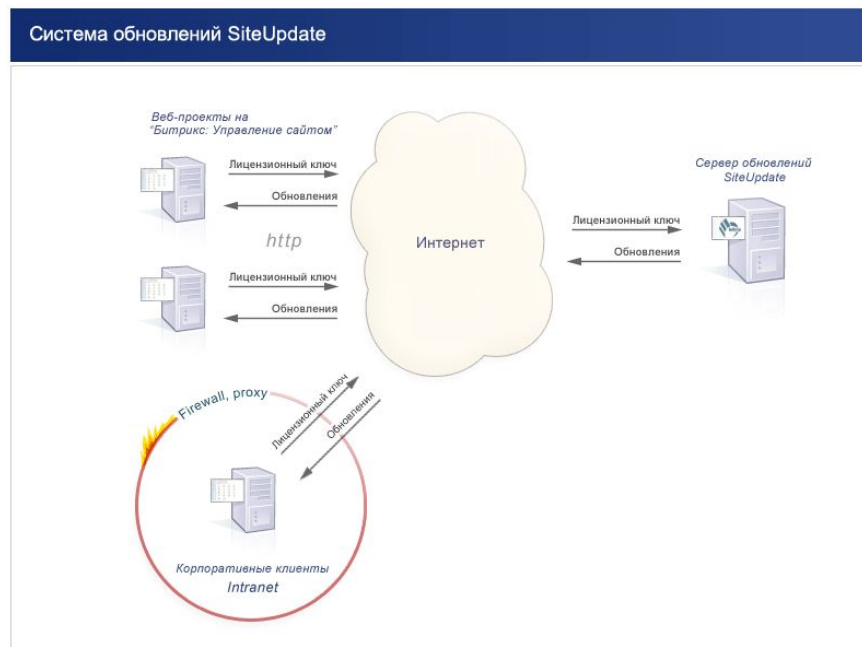 Система обновлений SiteUpdate
Веб-проекты на
“Битрикс: Управление сайтом”
Лицензионный ключ
Обновления
http
Лицензионный ключ
Обновления
Интернет
Сервер обновлений
SiteUpdate
Лицензионный ключ
Обновления
Firewall, proxy
Лицензионный ключ
Обновления
Корпоративные клиенты
Intranet